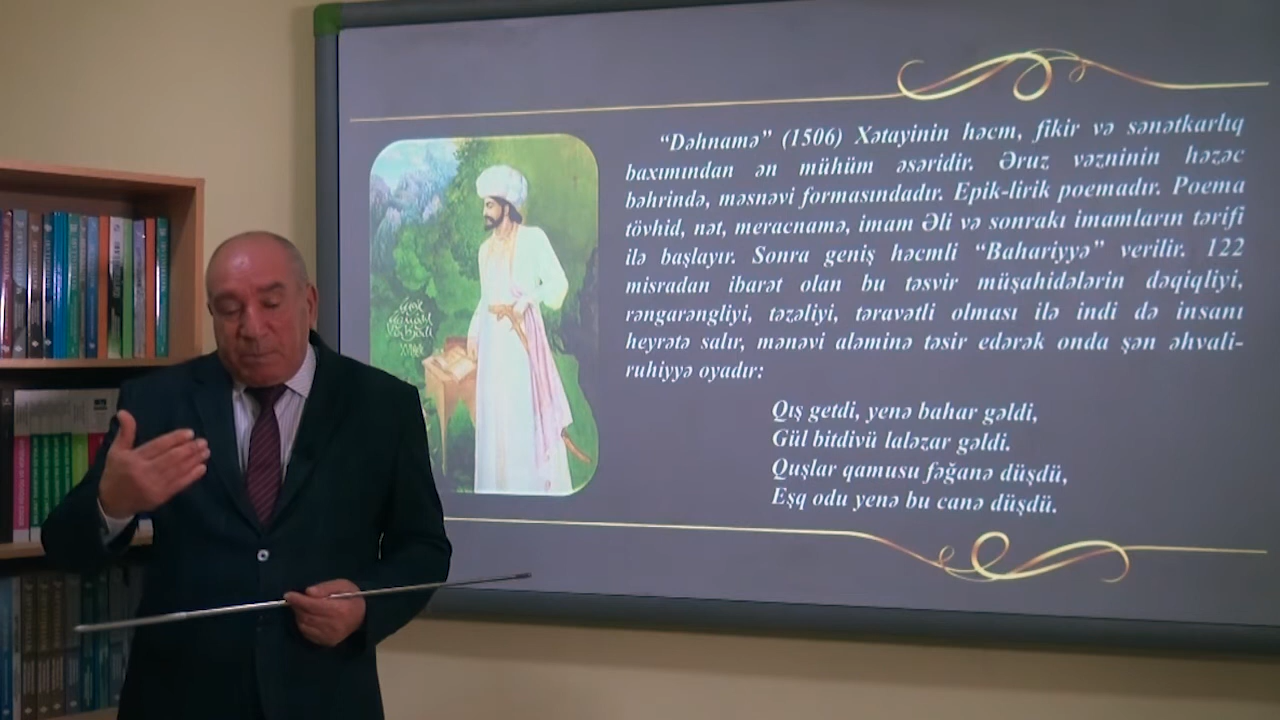 “Dəhnamə” (1506) Xətayinin həcm, fikir və sənətkarlıq
baxımından ən mühüm əsəridir. Əruz vəzninin həzəc
bəhrində, məsnəvi formasındadır. Epik-lirik poemadır. Poema
tövhid, nət, meracnamə, imam Əli və sonrakı imamların tərifi
ilə başlayır. Sonra geniş həcmli “Bahariyyə” verilir. 122
misradan ibarət olan bu təsvir müşahidələrin dəqiqliyi,
rəngarəngliyi, təzəliyi, təravətli olması ilə indi də insanı
heyrətə salır, mənəvi aləminə təsir edərək onda şən əhvali-
ruhiyyə oyadır:
Qış getdi, yenə bahar gəldi,
Gül bitdivü laləzar gəldi.
Quşlar qamusu fəğanə düşdü,
Eşq odu yenə bu canə düşdü.